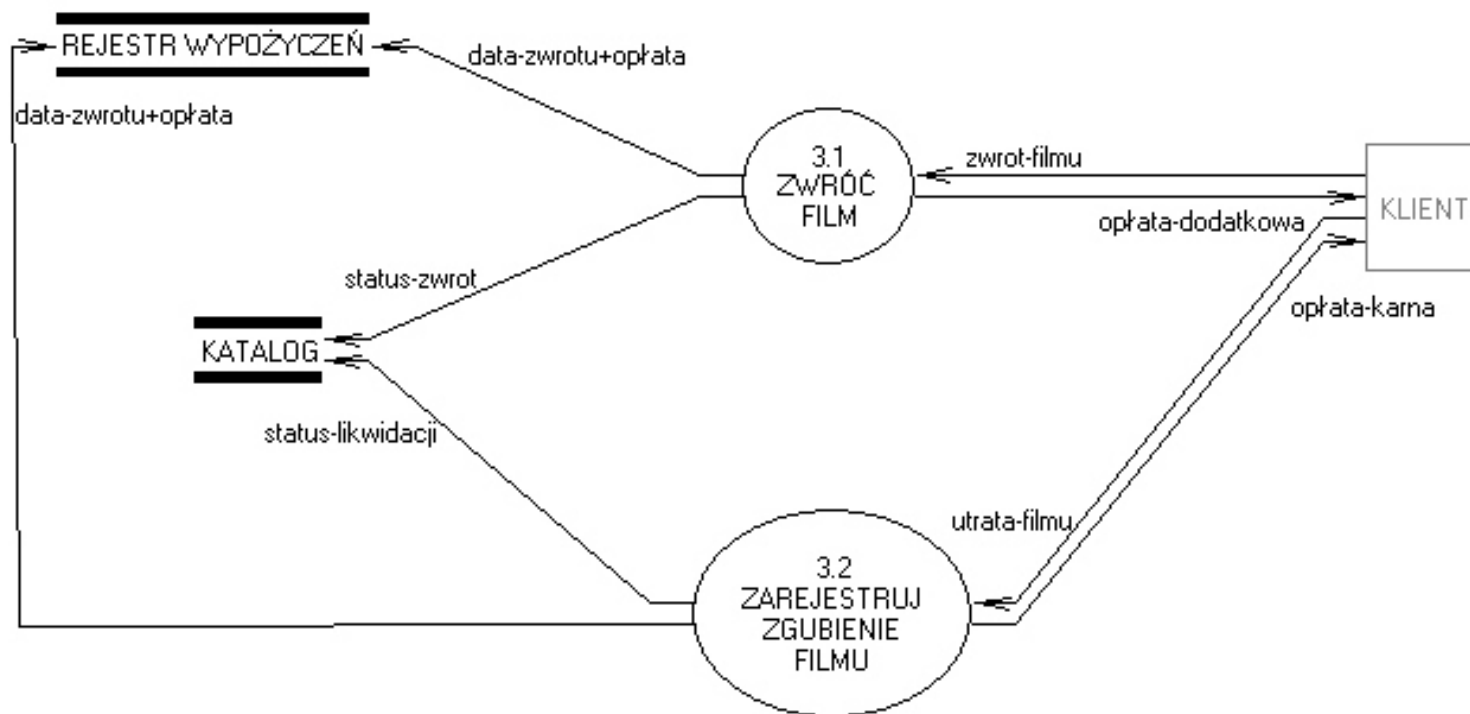 REJESTR WYPOŻYCZEŃ
data-zwrotu+opłata
data-zwrotu+opłata
3.1
ZWRÓĆ
FILM
zwrot-filmu
KLIENT
opłata-dodatkowa
status-zwrot
opłata-karna
KATALOG
status-likwidacji
utrata-filmu
3.2
ZAREJESTRUJ
ZGUBIENIE
FILMU